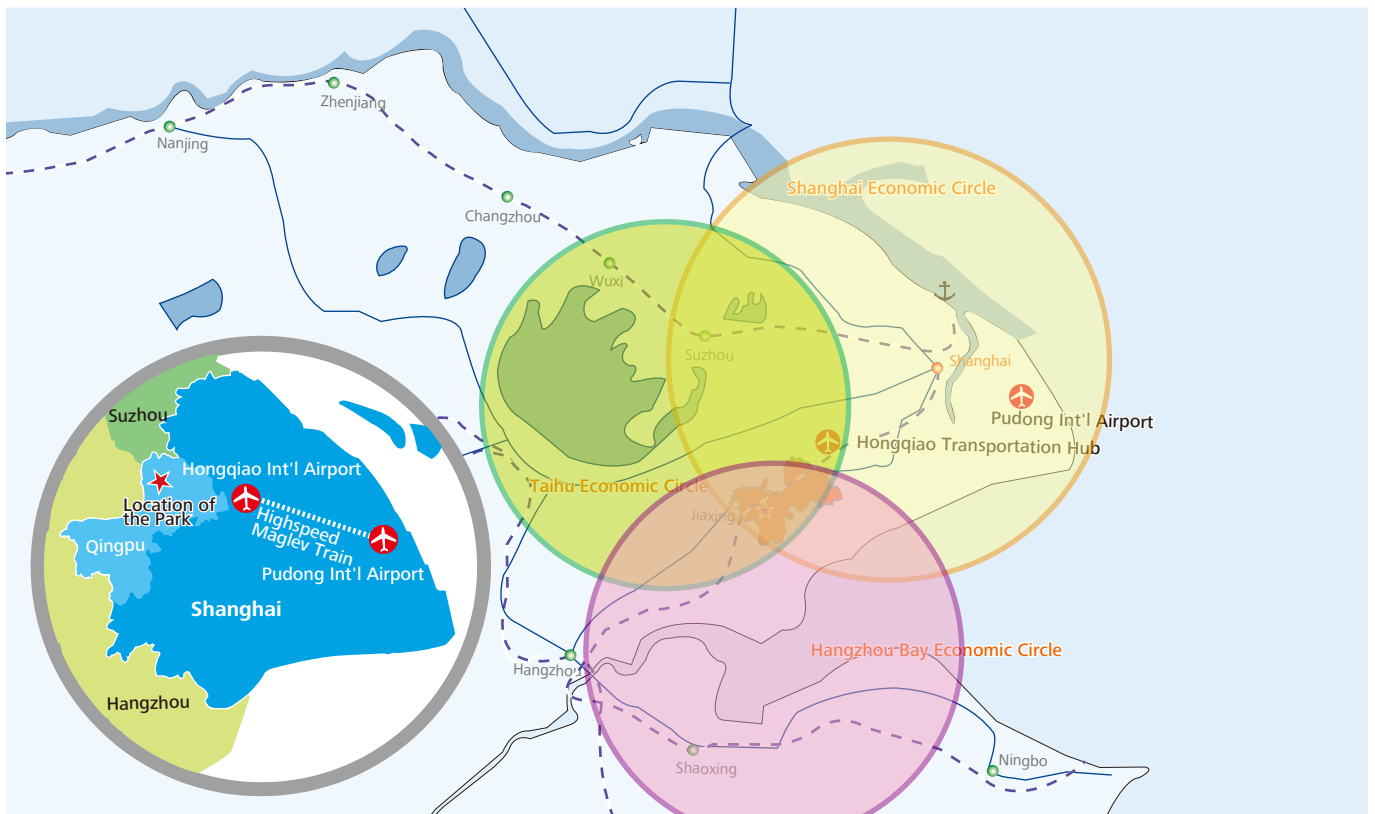 Zhenjiang
Nanjing
Shanghai Economic Circle
Changzhou
Wuxi
Suzhou
Shanghai
Pudong Int'l Airport
Hongqiao Transportation Hub
Taihu Economic Circle
Jiaxing
Hangzhou Bay Economic Circle
Hangzhou
Shaoxing
Ningbo
Suzhou
Hongqiao Int'l Airport
Location of
the Park
Highspeed
Maglev Train
Qingpu
Pudong Int'l Airport
Shanghai
Hangzhou